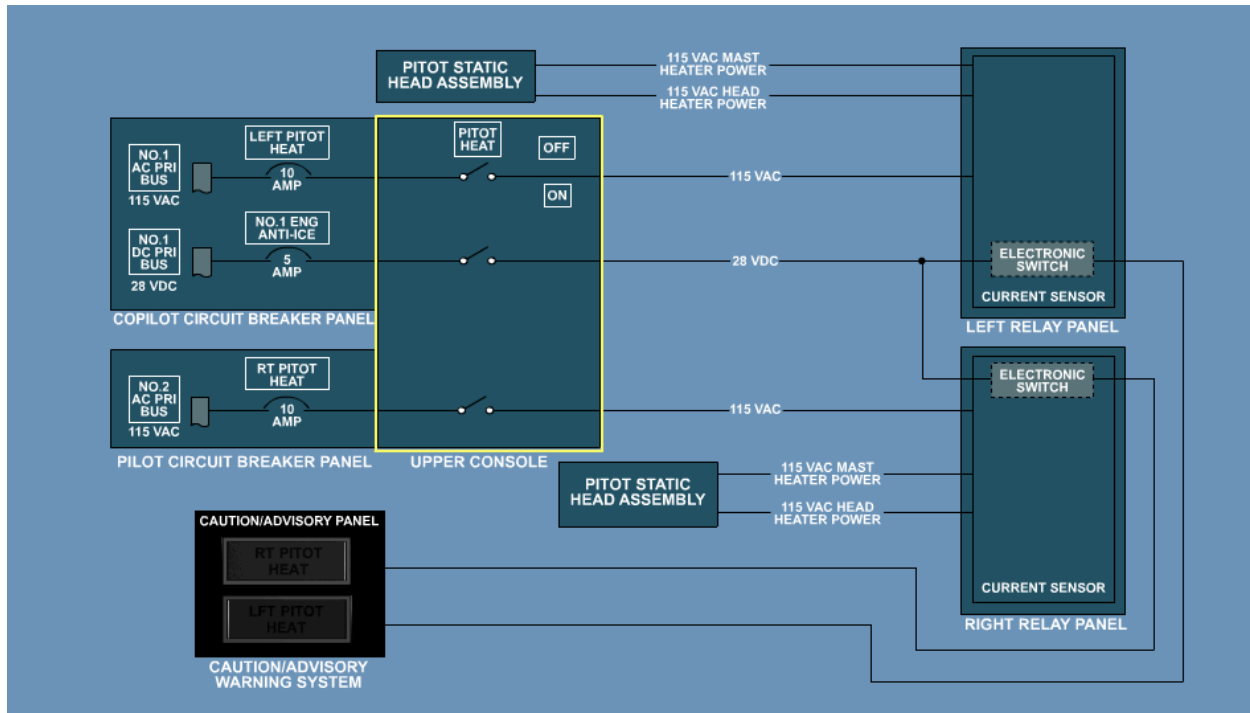 PITOT STATIC
HEAD ASSEMBLY
115 VAC MAST
HEATER POWER
115 VAC HEAD
HEATER POWER
NO.1
AC PRI
BUS
115 VAC
LEFT PITOT
HEAT
10
AMP
PITOT
HEAT
OFF
ON
115 VAC
NO.1
DC PRI
BUS
28 VDC
NO.1 ENG
ANTI-ICE
5
AMP
28 VDC
ELECTRONIC
SWITCH
CURRENT SENSOR
LEFT RELAY PANEL
COPILOT CIRCUIT BREAKER PANEL
NO.2
AC PRI
BUS
115 VAC
RT PITOT
HEAT
10
AMP
115 VAC
ELECTRONIC
SWITCH
PILOT CIRCUIT BREAKER PANEL
UPPER CONSOLE
PITOT STATIC
HEAD ASSEMBLY
115 VAC MAST
HEATER POWER
115 VAC HEAD
HEATER POWER
CURRENT SENSOR
RIGHT RELAY PANEL
CAUTION/ADVISORY PANEL
RT PITOT
HEAT
LFT PITOT
HEAT
CAUTION/ADVISORY
WARNING SYSTEM